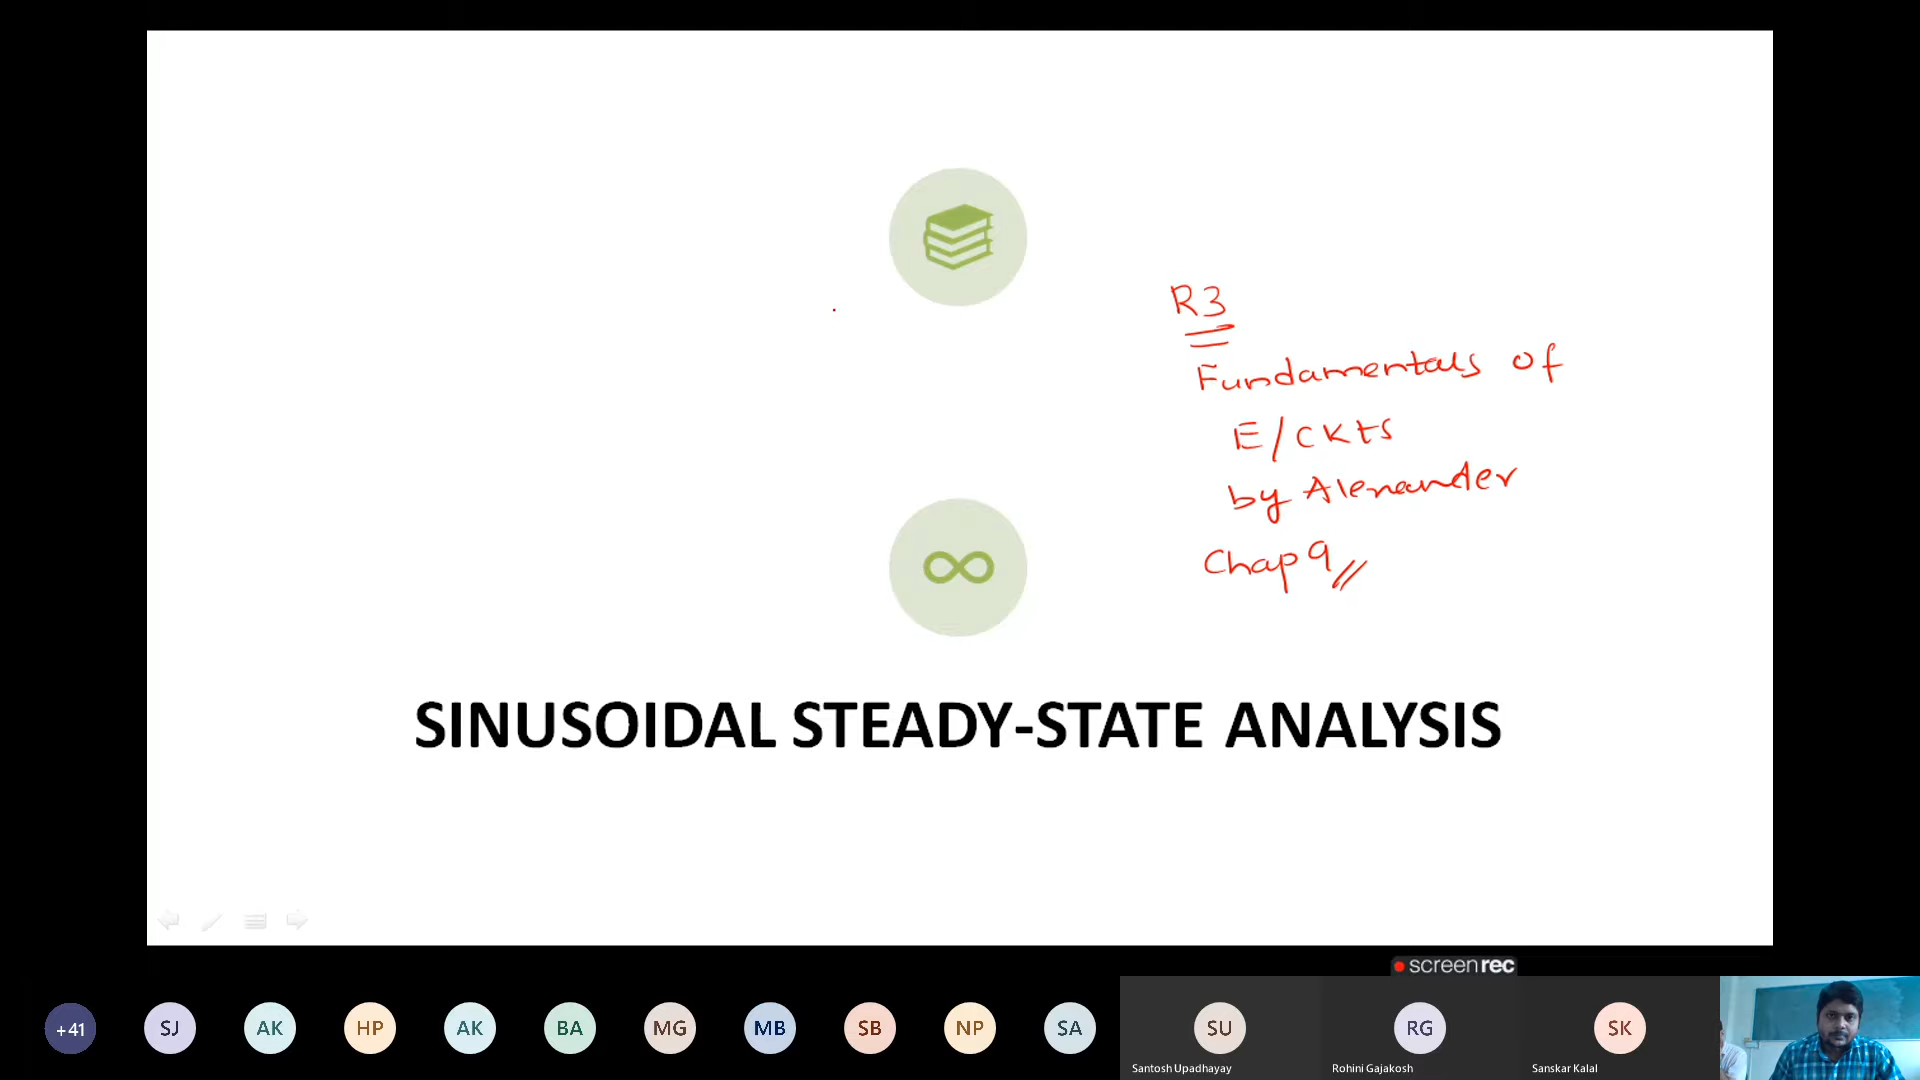 R3
Fundamentals of
E/CKTS
by Alexander
Chap 9
SINUSOIDAL STEADY-STATE ANALYSIS
screenrec
+41
SJ
AK
HP
AK
BA
MG
MB
SB
NP
SA
SU
RG
SK
Santosh Upadhayay
Rohini Gajakosh
Sanskar Kalal